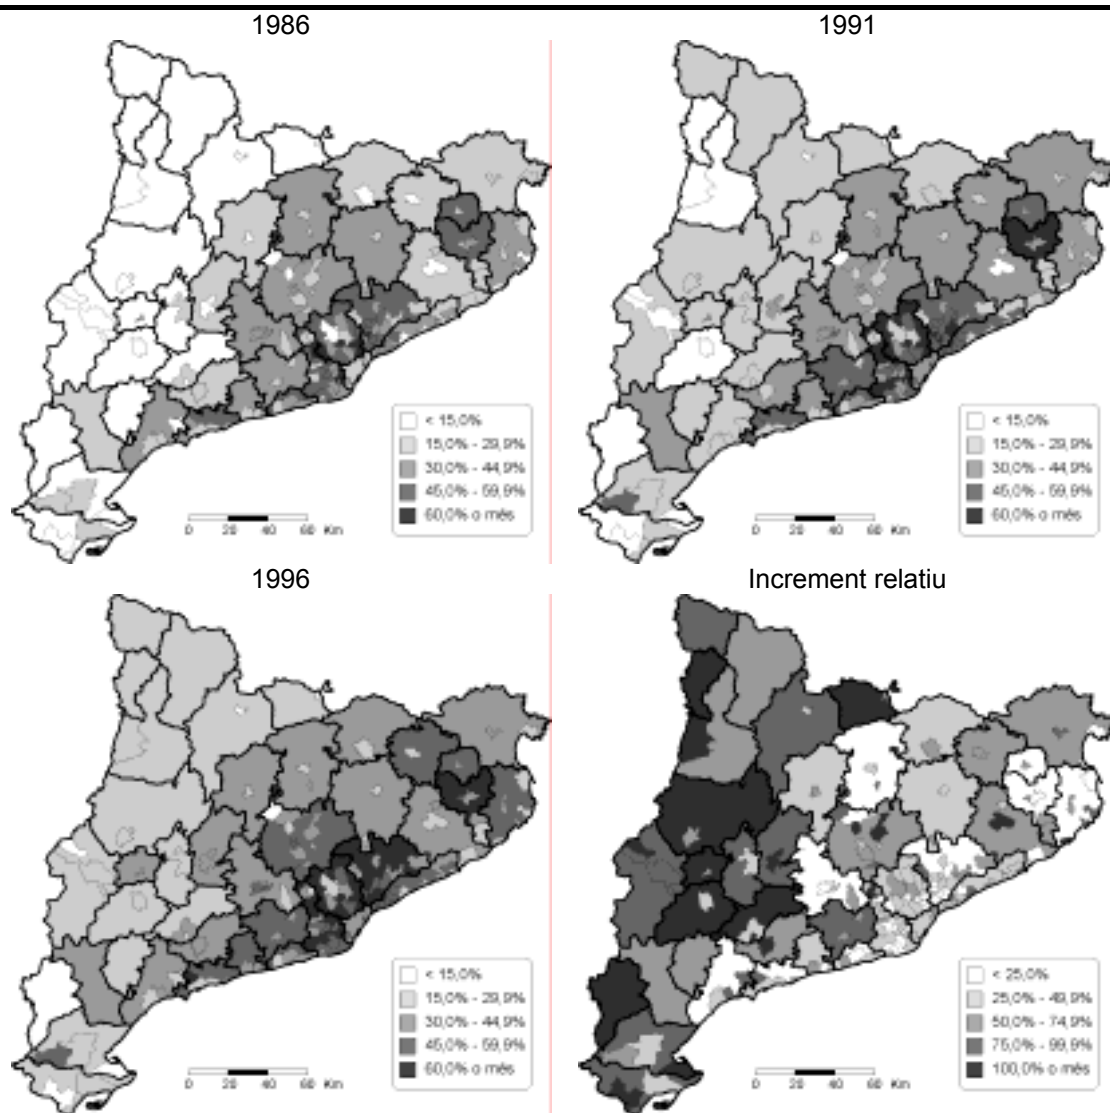 1986
1991
< 15,0%
15,0% - 29,9%
30,0% - 44,9%
45,0% - 59,9%
60,0% o més
0 20 40 60 Km
< 15,0%
15,0% - 29,9%
30,0% - 44,9%
45,0% - 59,9%
60,0% o més
0 20 40 60 Km
1996
Increment relatiu
< 15,0%
15,0% - 29,9%
30,0% - 44,9%
45,0% - 59,9%
60,0% o més
0 20 40 60 Km
< 25,0%
25,0% - 49,9%
50,0% - 74,9%
75,0% - 99,9%
100,0% o més
0 20 40 60 Km